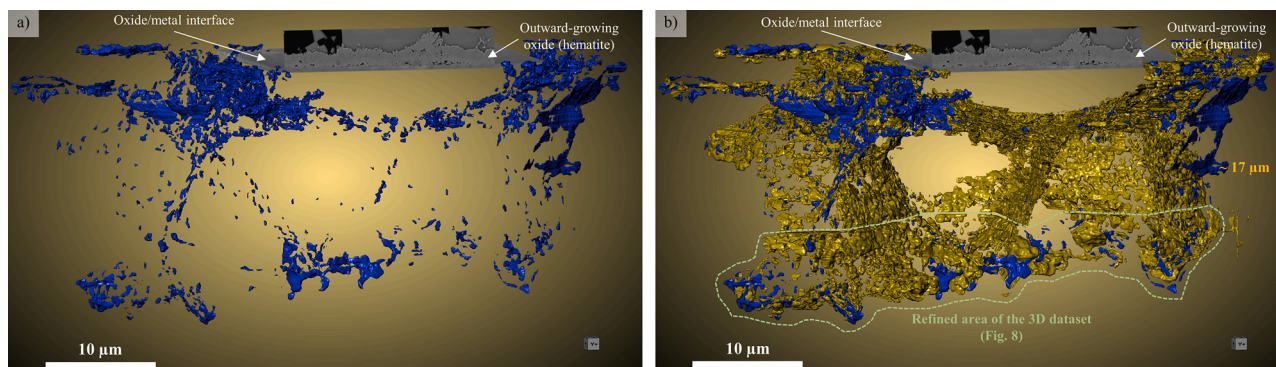 a)
Oxide/metal interface
Outward-growing
oxide (hematite)
10 µm
b)
Oxide/metal interface
Outward-growing
oxide (hematite)
17 µm
Refined area of the 3D dataset
(Fig. 8)
10 µm